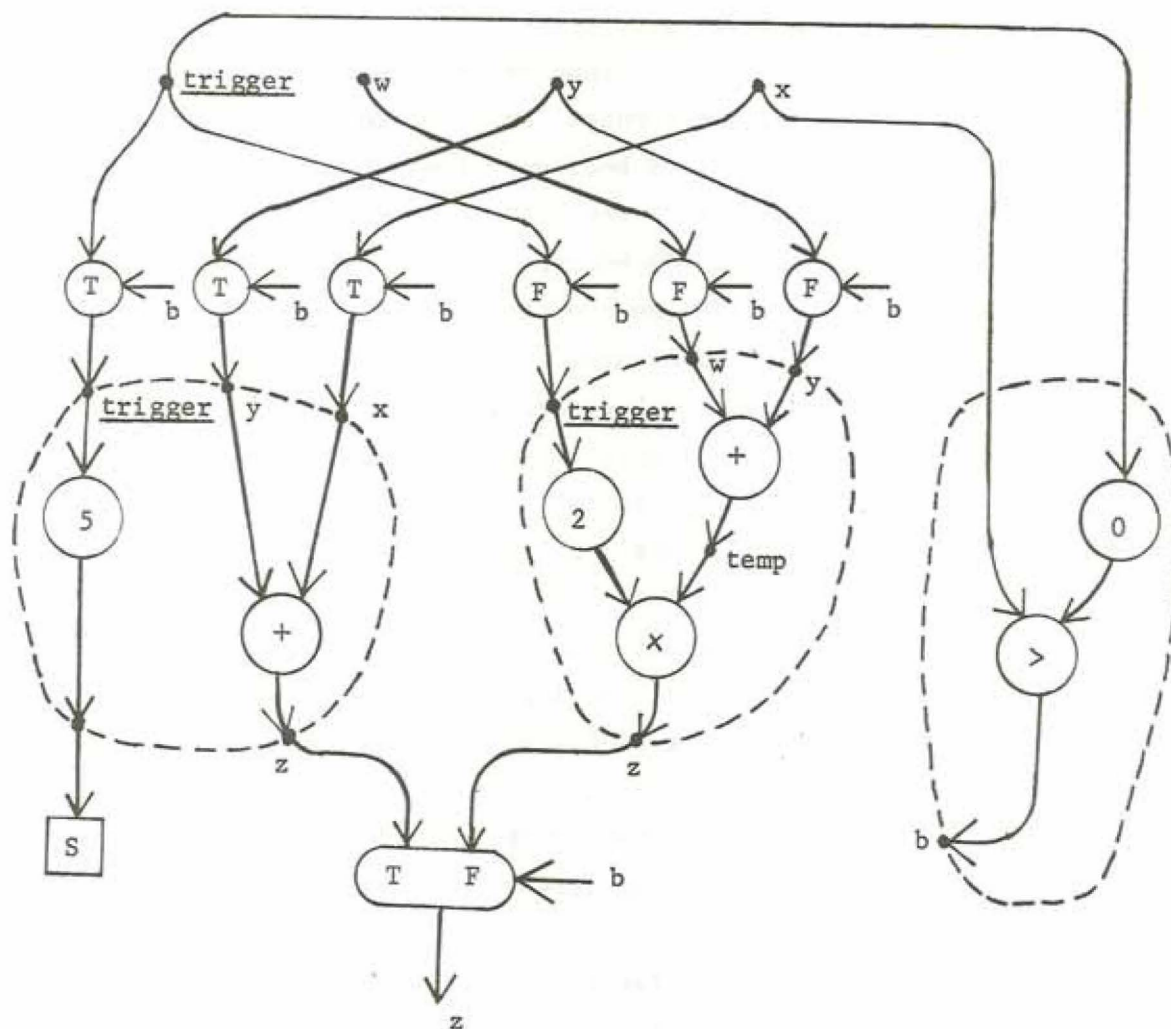 trigger w y x
T T T F F F
b b b b b b
w y
trigger y x trigger
+
5 2 0
temp
+ x >
z z
b
S
T F b
z